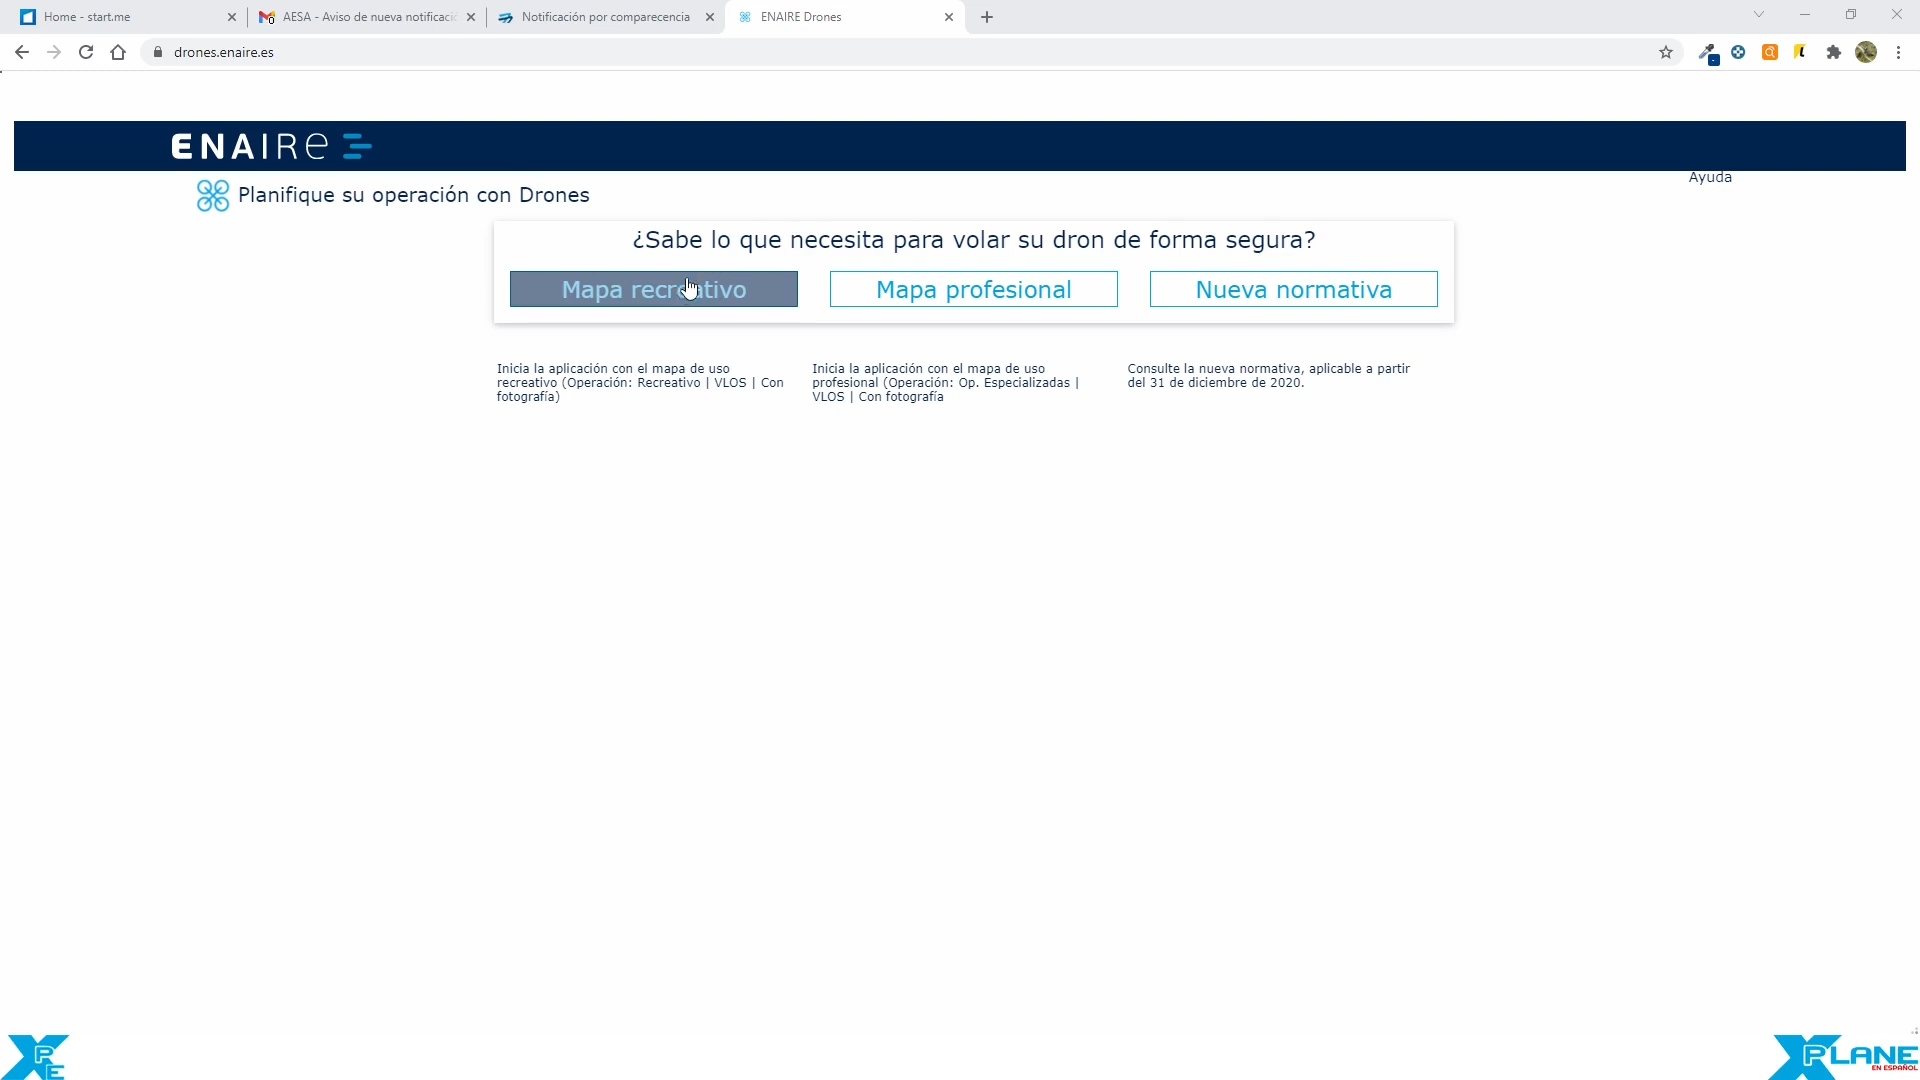 Home - start.me
AESA - Aviso de nueva notificació
Notificación por comparecencia
ENAIRE Drones
drones.enaire.es
ENAIRE
Ayuda
Planifique su operación con Drones
¿Sabe lo que necesita para volar su dron de forma segura?
Mapa recreativo
Mapa profesional
Nueva normativa
Inicia la aplicación con el mapa de uso
recreativo (Operación: Recreativo | VLOS | Con
fotografía)
Inicia la aplicación con el mapa de uso
profesional (Operación: Op. Especializadas |
VLOS | Con fotografía
Consulte la nueva normativa, aplicable a partir
del 31 de diciembre de 2020.
XPE
XPLANE
EN ESPAÑOL